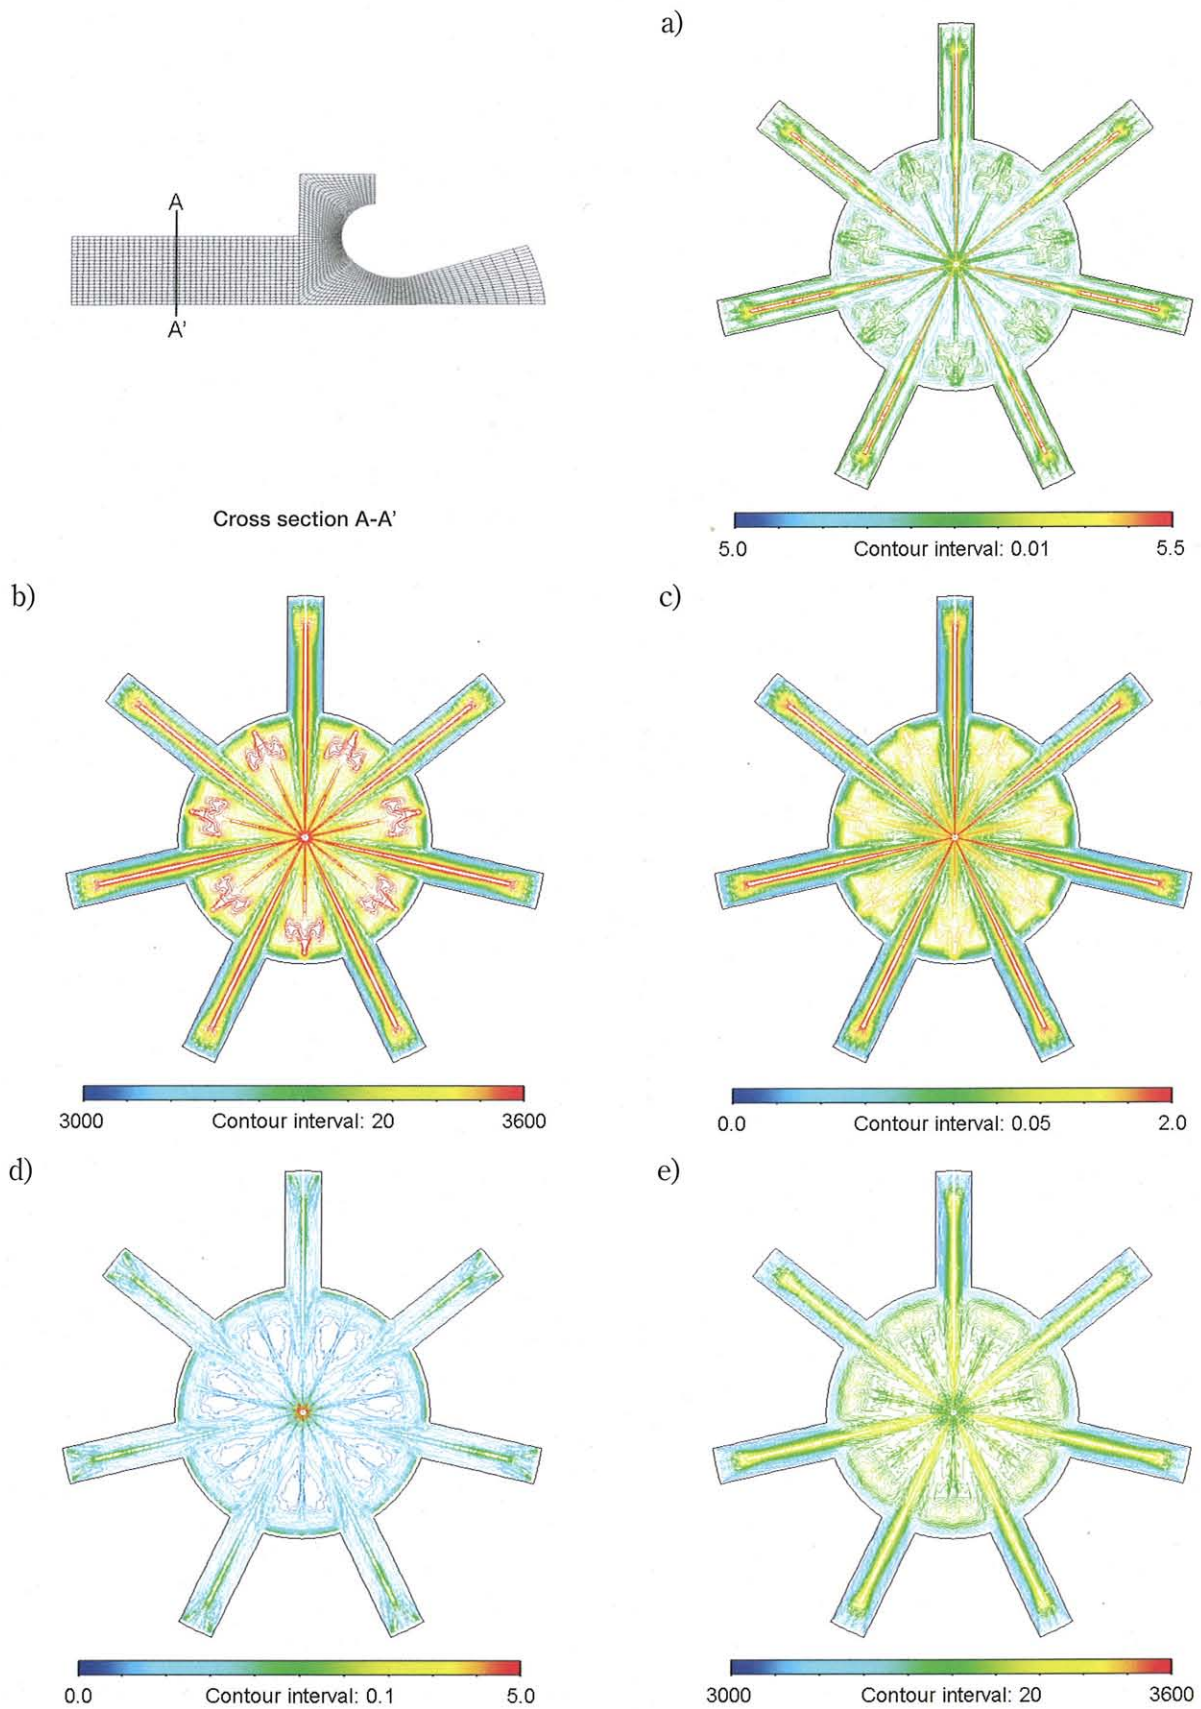 a)
A
A'
Cross section A-A'
5.0 Contour interval: 0.01 5.5
b)
3000 Contour interval: 20 3600
c)
0.0 Contour interval: 0.05 2.0
d)
0.0 Contour interval: 0.1 5.0
e)
3000 Contour interval: 20 3600